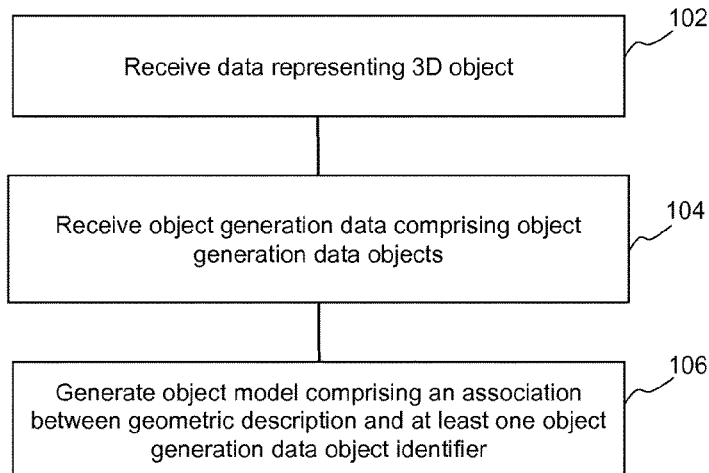 102
Receive data representing 3D object
104
Receive object generation data comprising object
generation data objects
106
Generate object model comprising an association
between geometric description and at least one object
generation data object identifier